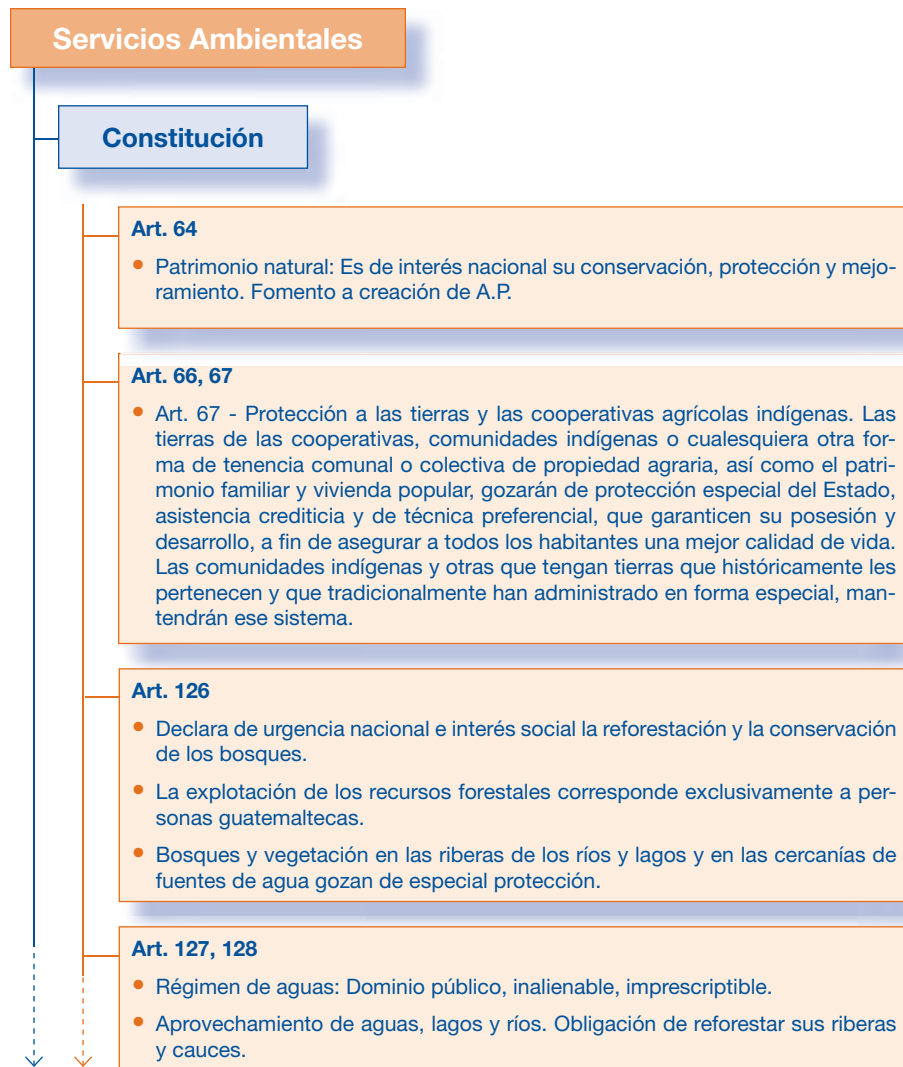 Servicios Ambientales
Constitución
Art. 64
• Patrimonio natural: Es de interés nacional su conservación, protección y mejo-
ramiento. Fomento a creación de A.P.
Art. 66, 67
• Art. 67 - Protección a las tierras y las cooperativas agrícolas indígenas. Las
tierras de las cooperativas, comunidades indígenas o cualesquiera otra for-
ma de tenencia comunal o colectiva de propiedad agraria, así como el patri-
monio familiar y vivienda popular, gozarán de protección especial del Estado,
asistencia crediticia y de técnica preferencial, que garanticen su posesión y
desarrollo, a fin de asegurar a todos los habitantes una mejor calidad de vida.
Las comunidades indígenas y otras que tengan tierras que históricamente les
pertenecen y que tradicionalmente han administrado en forma especial, man-
tendrán ese sistema.
Art. 126
• Declara de urgencia nacional e interés social la reforestación y la conservación
de los bosques.
• La explotación de los recursos forestales corresponde exclusivamente a per-
sonas guatemaltecas.
• Bosques y vegetación en las riberas de los ríos y lagos y en las cercanías de
fuentes de agua gozan de especial protección.
Art. 127, 128
• Régimen de aguas: Dominio público, inalienable, imprescriptible.
• Aprovechamiento de aguas, lagos y ríos. Obligación de reforestar sus riberas
y cauces.